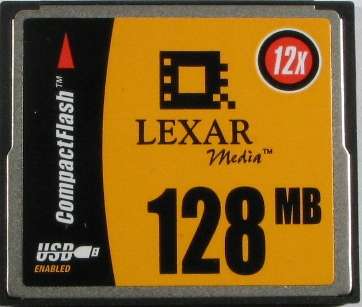 CompactFlash™
12x
LEXAR
Media™
128 MB
USB
ENABLED